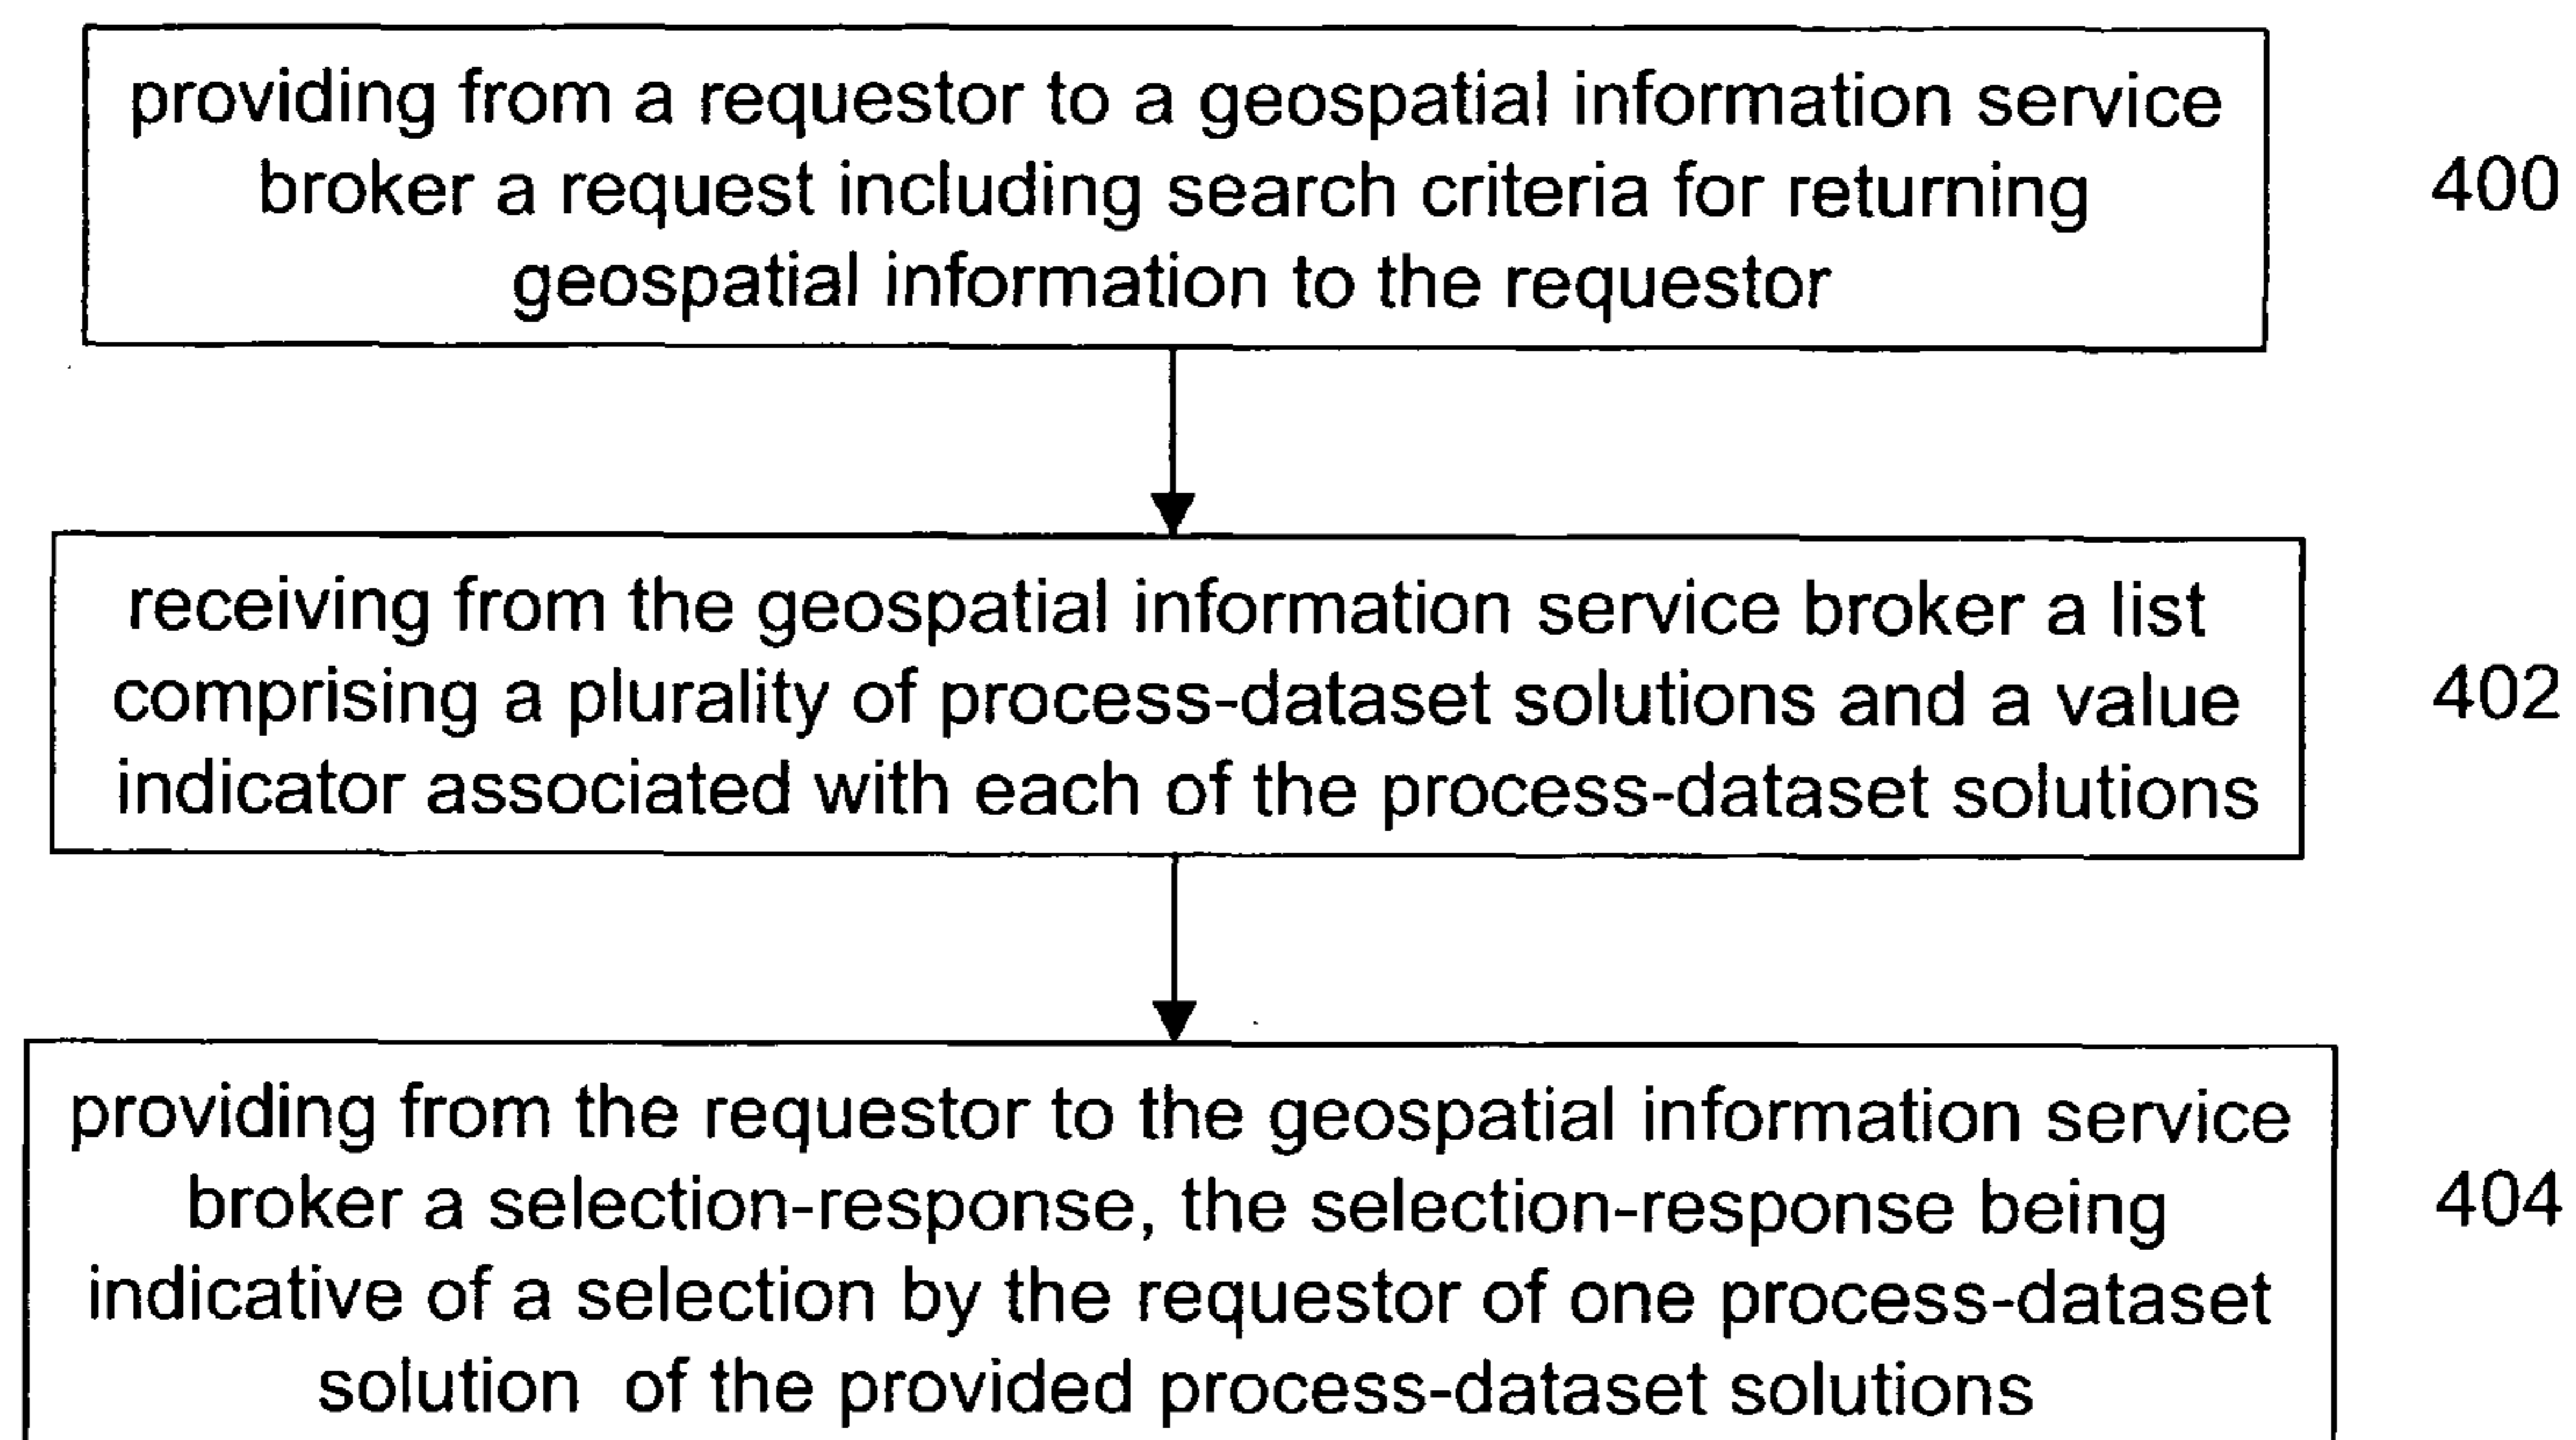 providing from a requestor to a geospatial information service
broker a request including search criteria for returning
geospatial information to the requestor
400
receiving from the geospatial information service broker a list
comprising a plurality of process-dataset solutions and a value
indicator associated with each of the process-dataset solutions
402
providing from the requestor to the geospatial information service
broker a selection-response, the selection-response being
indicative of a selection by the requestor of one process-dataset
solution of the provided process-dataset solutions
404